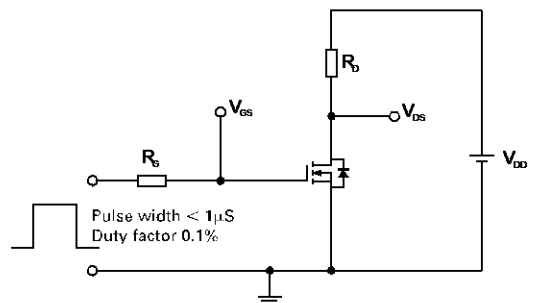 R_D
V_GS
V_DS
R_G
V_DD
Pulse width < 1µS
Duty factor 0.1%